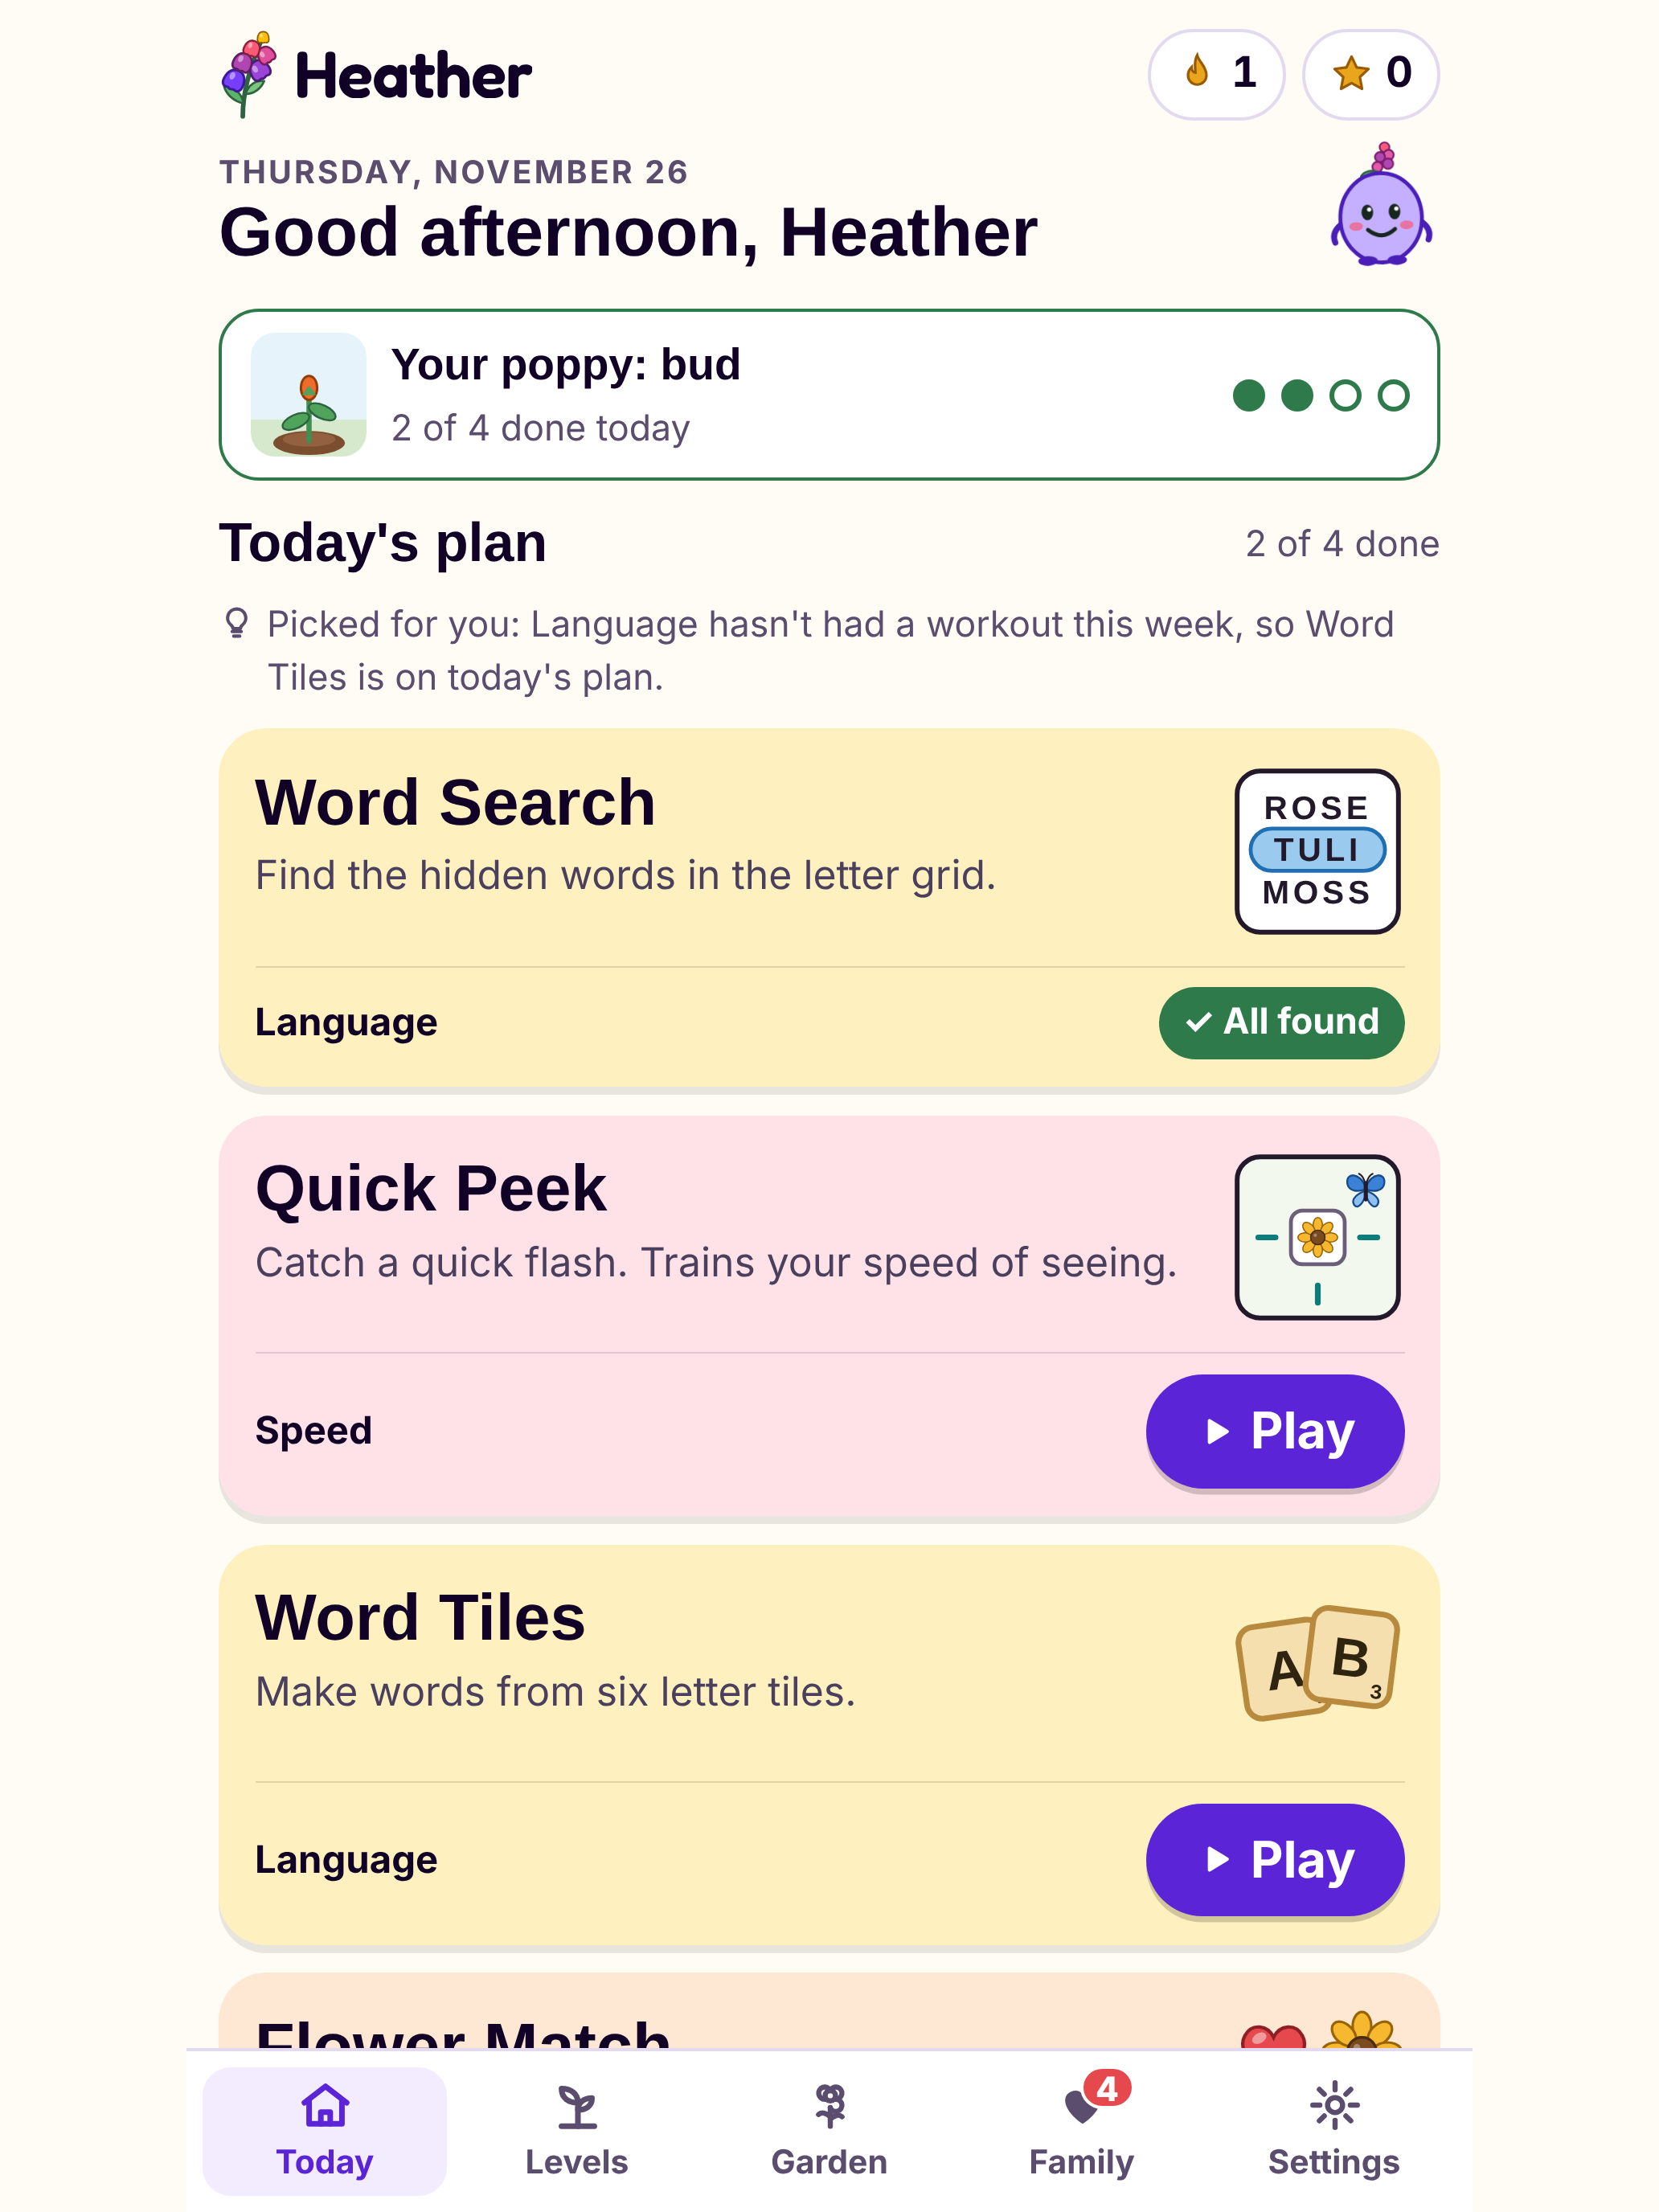 Heather
1
0
THURSDAY, NOVEMBER 26
Good afternoon, Heather
Your poppy: bud
2 of 4 done today
Today's plan
2 of 4 done
Picked for you: Language hasn't had a workout this week, so Word
Tiles is on today's plan.
Word Search
Find the hidden words in the letter grid.
ROSE
TULI
MOSS
Language
All found
Quick Peek
Catch a quick flash. Trains your speed of seeing.
Speed
Play
Word Tiles
Make words from six letter tiles.
A
B
3
Language
Play
Flower Match
4
Today
Levels
Garden
Family
Settings